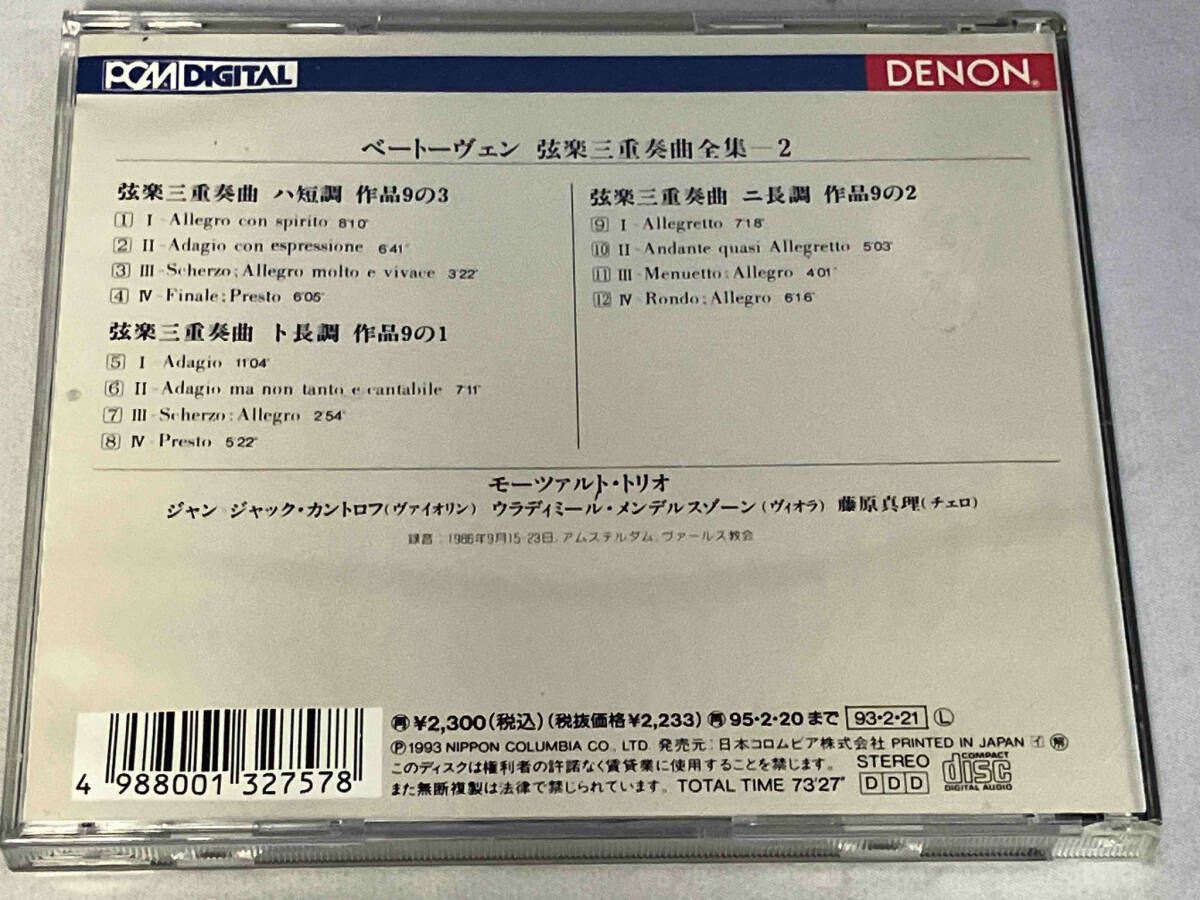 PCM DIGITAL
DENON
ベートーヴェン 弦楽三重奏曲全集―2
弦楽三重奏曲 ハ短調 作品9の3
1 I-Allegro con spirito 8'10"
2 II-Adagio con espressione 6'41"
3 III-Scherzo:Allegro molto e vivace 3'22"
4 IV-Finale:Presto 6'05"
弦楽三重奏曲 ト長調 作品9の1
5 I-Adagio 11'04"
6 II-Adagio ma non tanto e cantabile 7'11"
7 III-Scherzo:Allegro 2'54"
8 IV-Presto 5'22"
弦楽三重奏曲 ニ長調 作品9の2
9 I-Allegretto 7'18"
10 II-Andante quasi Allegretto 5'03"
11 III-Menuetto:Allegro 4'01"
12 IV-Rondo:Allegro 6'16"
モーツァルト・トリオ
ジャン=ジャック・カントロフ(ヴァイオリン) ウラディミール・メンデルスゾーン(ヴィオラ) 藤原真理(チェロ)
録音:1986年9月15-23日、アムステルダム、ヴァールス教会
4 988001 327578
再¥2,300(税込)(税抜価格¥2,233)再95・2・20まで 93・2・21 L
Ⓟ1993 NIPPON COLUMBIA CO., LTD. 発売元:日本コロムビア株式会社 PRINTED IN JAPAN イ
このディスクは権利者の許諾なく賃貸業に使用することを禁じます。
また無断複製は法律で禁じられています。 TOTAL TIME 73'27"
STEREO
DDD
COMPACT
disc
DIGITAL AUDIO